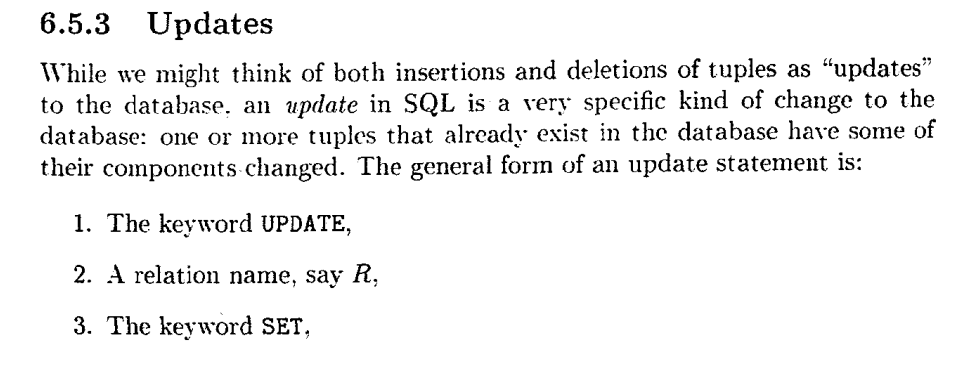 6.5.3 Updates
While we might think of both insertions and deletions of tuples as “updates”
to the database, an update in SQL is a very specific kind of change to the
database: one or more tuples that already exist in the database have some of
their components changed. The general form of an update statement is:
1. The keyword UPDATE,
2. A relation name, say R,
3. The keyword SET,